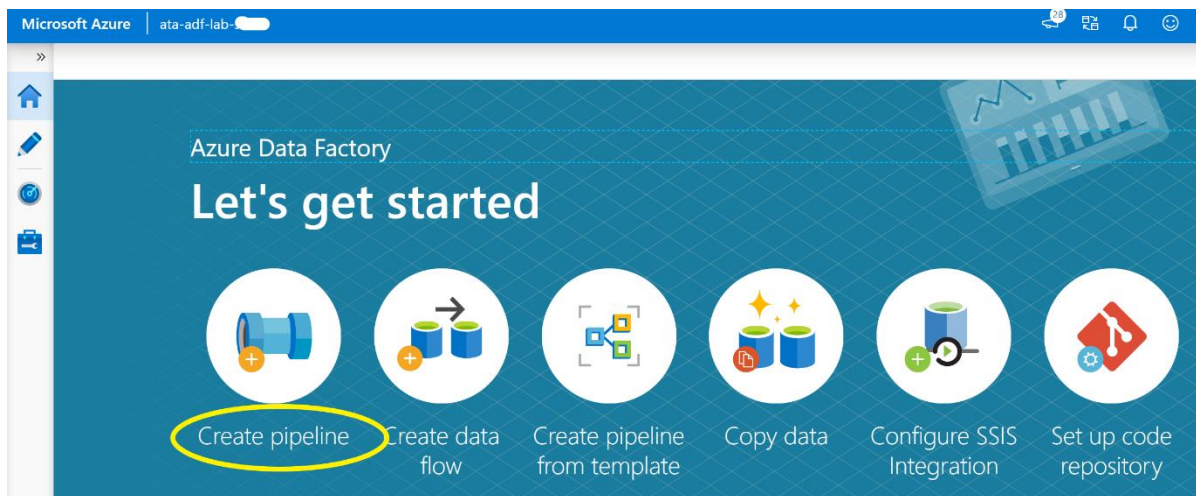 Microsoft Azure
ata-adf-lab-
28
»
Azure Data Factory
Let's get started
Create pipeline
Create data
flow
Create pipeline
from template
Copy data
Configure SSIS
Integration
Set up code
repository